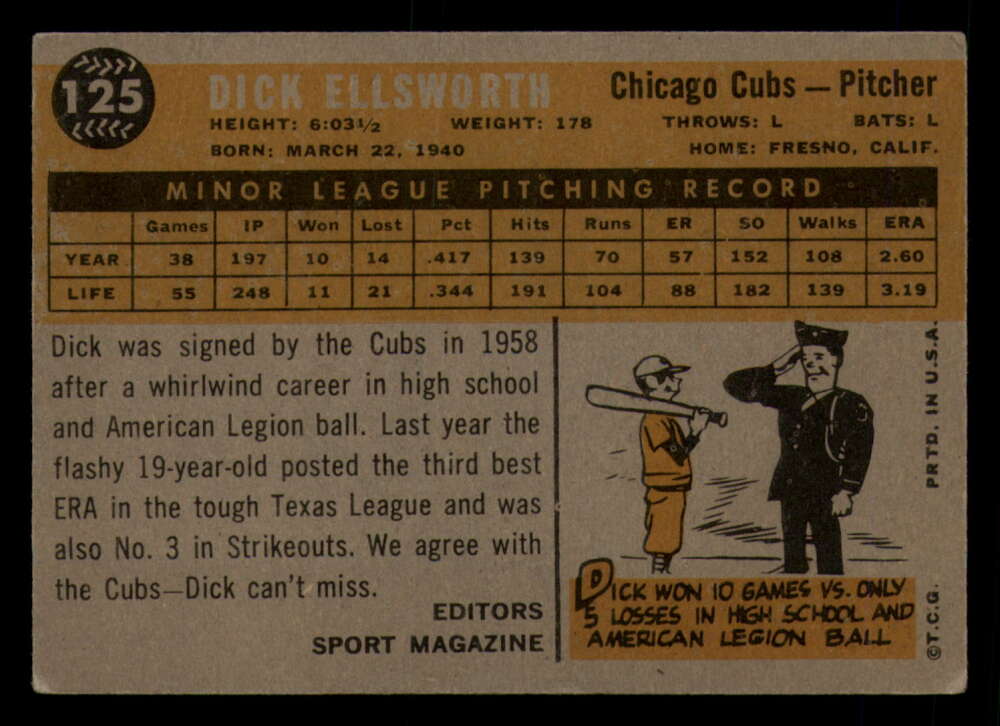 125
DICK ELLSWORTH
Chicago Cubs — Pitcher
HEIGHT: 6:03½ WEIGHT: 178 THROWS: L BATS: L
BORN: MARCH 22, 1940 HOME: FRESNO, CALIF.
MINOR LEAGUE PITCHING RECORD
Games IP Won Lost Pct Hits Runs ER SO Walks ERA
YEAR 38 197 10 14 .417 139 70 57 152 108 2.60
LIFE 55 248 11 21 .344 191 104 88 182 139 3.19
Dick was signed by the Cubs in 1958
after a whirlwind career in high school
and American Legion ball. Last year the
flashy 19-year-old posted the third best
ERA in the tough Texas League and was
also No. 3 in Strikeouts. We agree with
the Cubs—Dick can't miss.
EDITORS
SPORT MAGAZINE
DICK WON 10 GAMES VS. ONLY
5 LOSSES IN HIGH SCHOOL AND
AMERICAN LEGION BALL
©T.C.G. PRT'D. IN U.S.A.